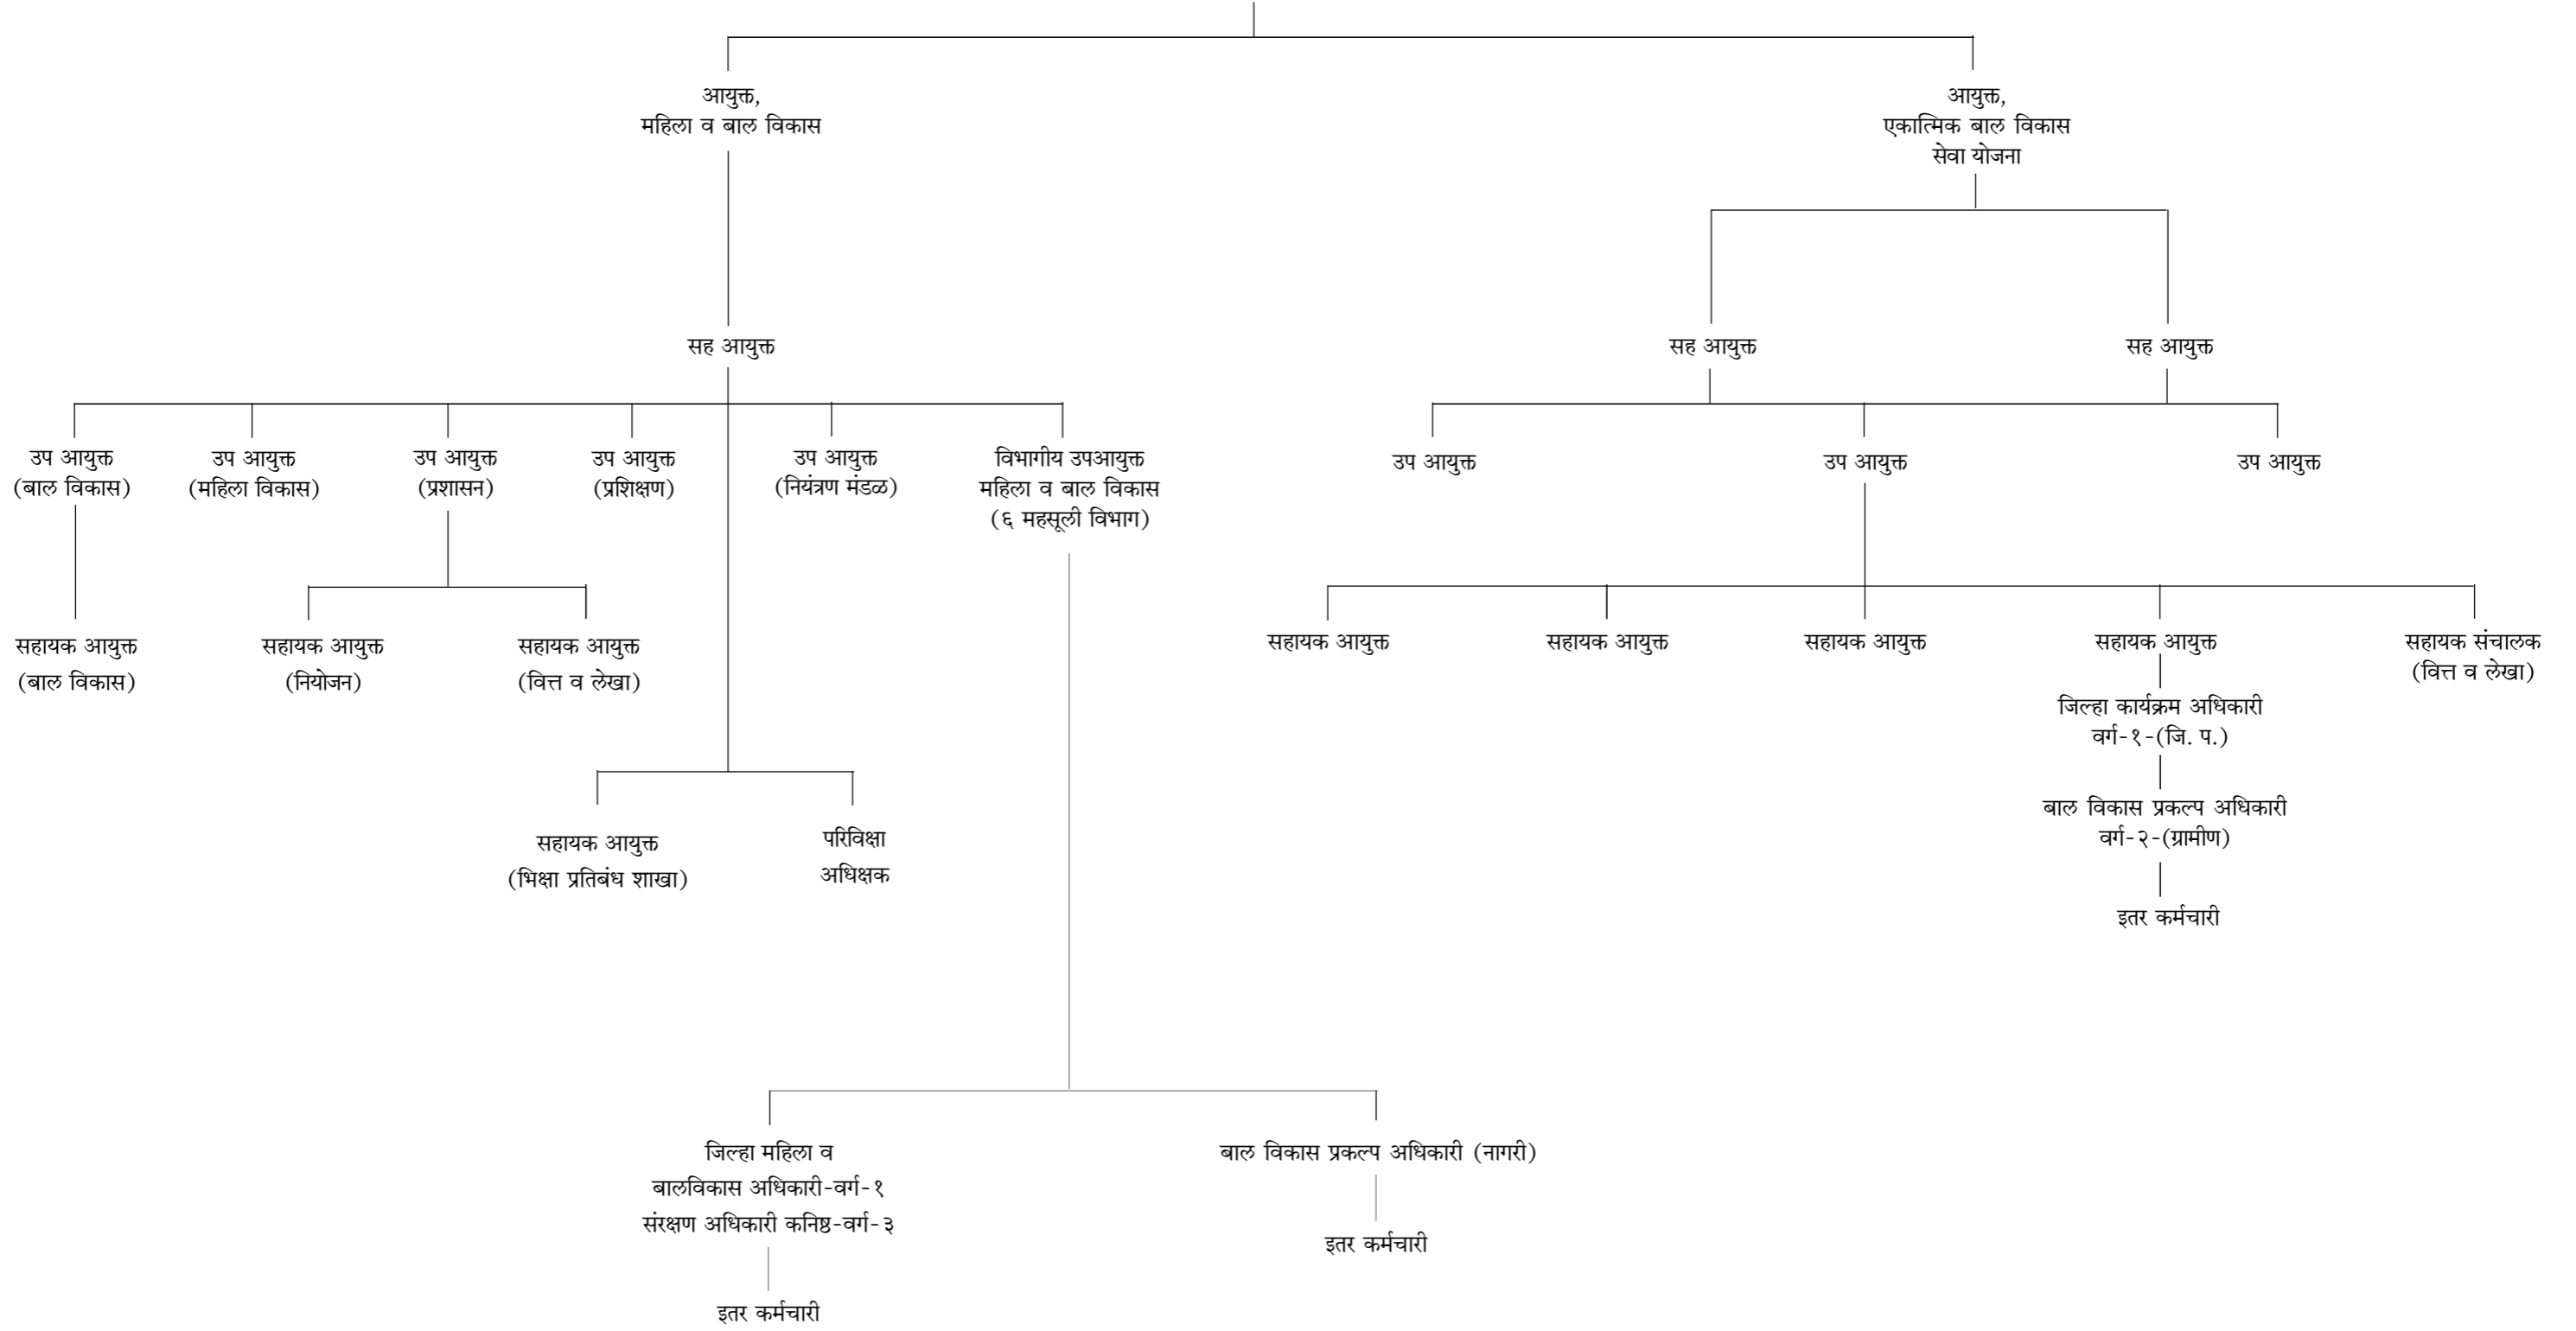 आयुक्त,
महिला व बाल विकास
आयुक्त,
एकात्मिक बाल विकास
सेवा योजना
सह आयुक्त
सह आयुक्त
सह आयुक्त
उप आयुक्त
(बाल विकास)
उप आयुक्त
(महिला विकास)
उप आयुक्त
(प्रशासन)
उप आयुक्त
(प्रशिक्षण)
उप आयुक्त
(नियंत्रण मंडळ)
विभागीय उपआयुक्त
महिला व बाल विकास
(६ महसूली विभाग)
उप आयुक्त
उप आयुक्त
उप आयुक्त
सहायक आयुक्त
(बाल विकास)
सहायक आयुक्त
(नियोजन)
सहायक आयुक्त
(वित्त व लेखा)
सहायक आयुक्त
सहायक आयुक्त
सहायक आयुक्त
सहायक आयुक्त
सहायक संचालक
(वित्त व लेखा)
जिल्हा कार्यक्रम अधिकारी
वर्ग-१-(जि. प.)
बाल विकास प्रकल्प अधिकारी
वर्ग-२-(ग्रामीण)
इतर कर्मचारी
सहायक आयुक्त
(भिक्षा प्रतिबंध शाखा)
परिविक्षा
अधिक्षक
जिल्हा महिला व
बालविकास अधिकारी-वर्ग-१
संरक्षण अधिकारी कनिष्ठ-वर्ग-३
इतर कर्मचारी
बाल विकास प्रकल्प अधिकारी (नागरी)
इतर कर्मचारी